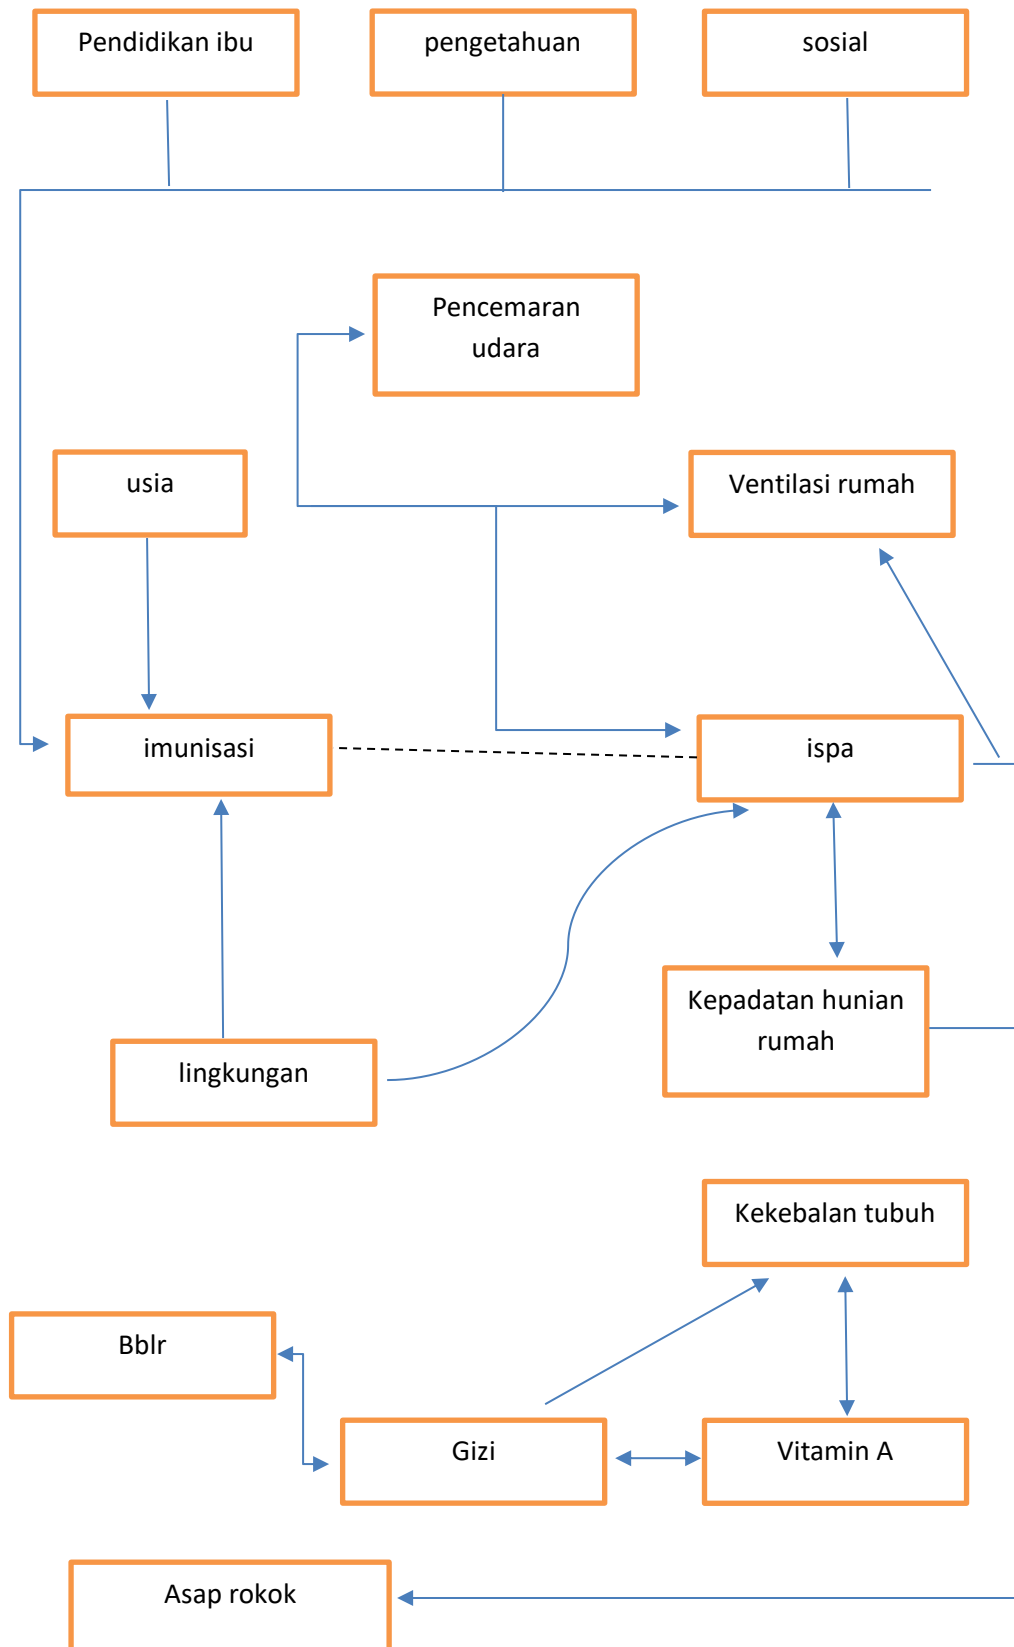 Pendidikan ibu
pengetahuan
sosial
Pencemaran
udara
usia
Ventilasi rumah
imunisasi
ispa
Kepadatan hunian
rumah
lingkungan
Kekebalan tubuh
Bblr
Gizi
Vitamin A
Asap rokok